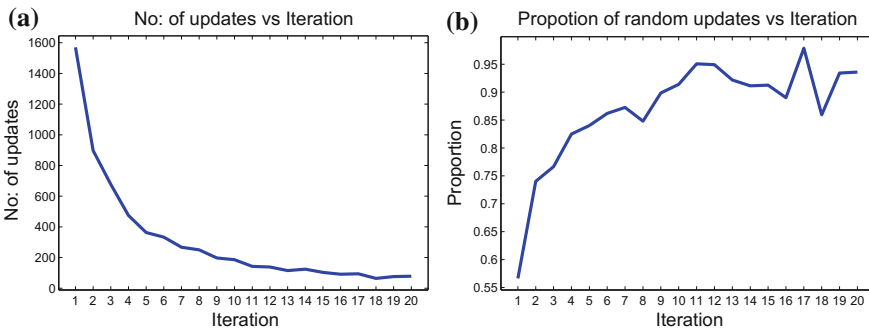 (a)
No: of updates vs Iteration
No: of updates
1600
1400
1200
1000
800
600
400
200
0
1 2 3 4 5 6 7 8 9 10 11 12 13 14 15 16 17 18 19 20
Iteration
(b)
Propotion of random updates vs Iteration
Proportion
0.95
0.9
0.85
0.8
0.75
0.7
0.65
0.6
0.55
1 2 3 4 5 6 7 8 9 10 11 12 13 14 15 16 17 18 19 20
Iteration